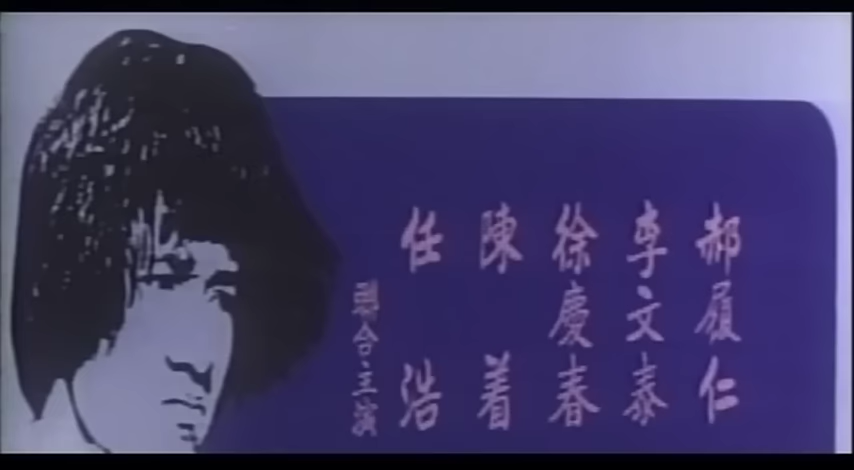 郝履仁
李文泰
徐慶春
陳着
任浩
聯合主演